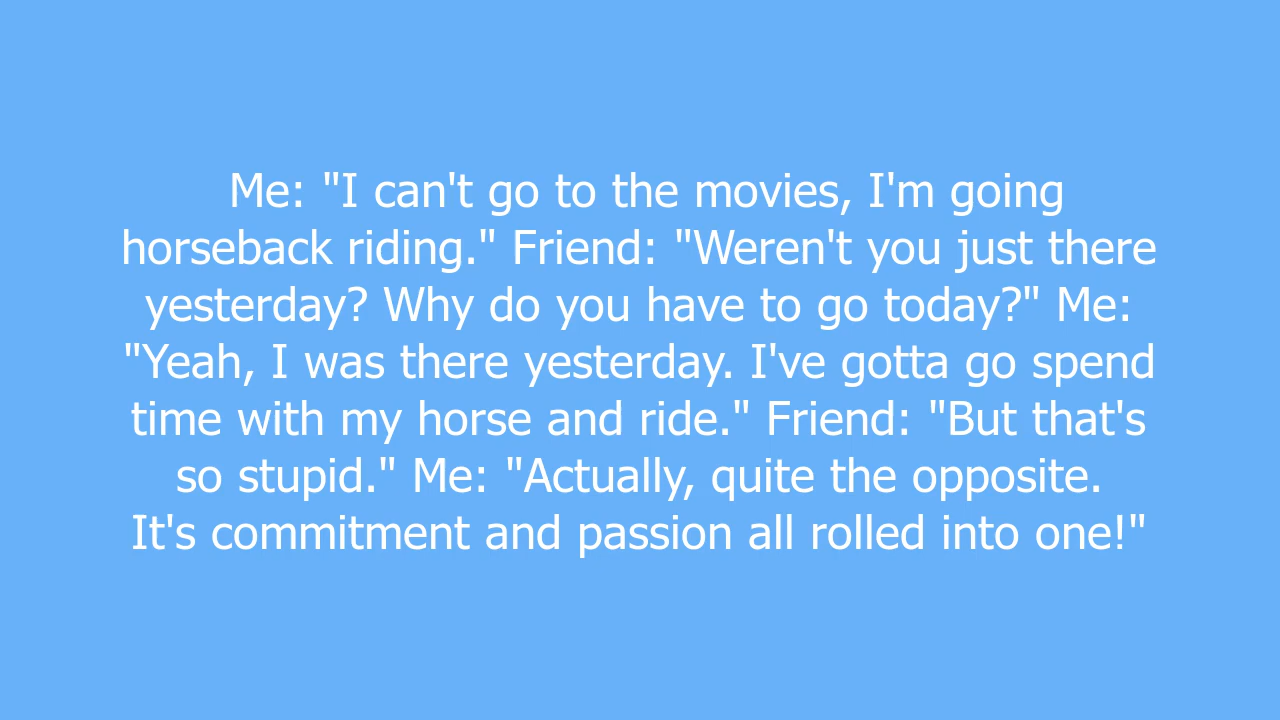 Me: "I can't go to the movies, I'm going
horseback riding." Friend: "Weren't you just there
yesterday? Why do you have to go today?" Me:
"Yeah, I was there yesterday. I've gotta go spend
time with my horse and ride." Friend: "But that's
so stupid." Me: "Actually, quite the opposite.
It's commitment and passion all rolled into one!"